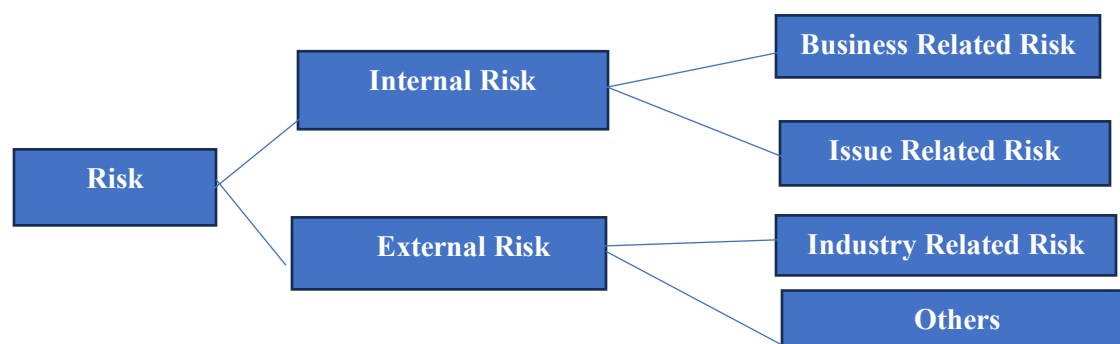 Risk
Internal Risk
External Risk
Business Related Risk
Issue Related Risk
Industry Related Risk
Others